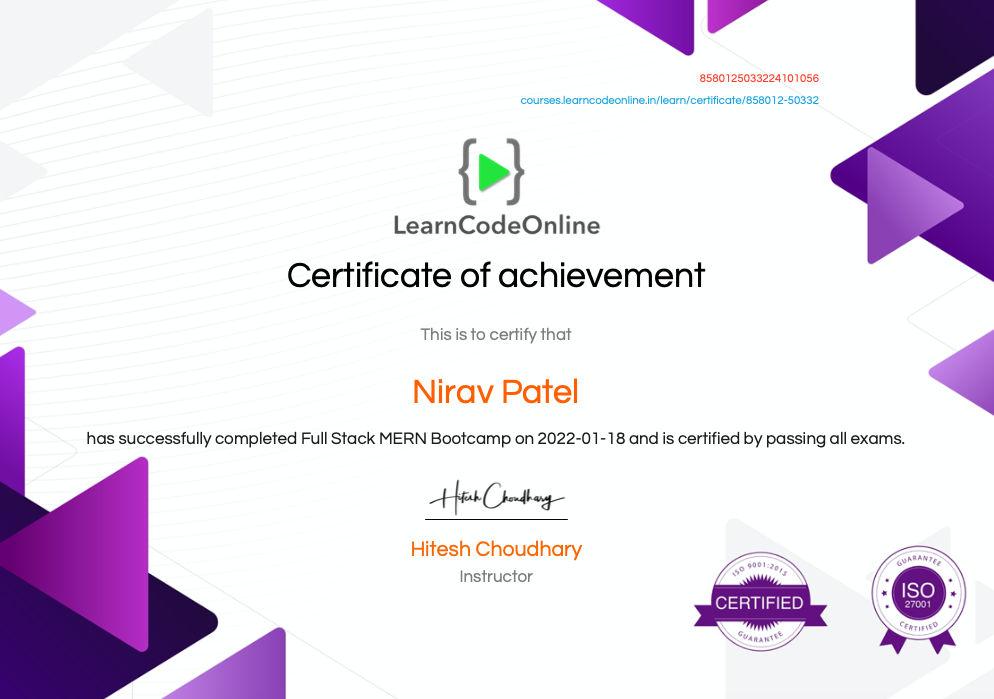 8580125033224101056
courses.learncodeonline.in/learn/certificate/858012-50332
{ }
LearnCodeOnline
Certificate of achievement
This is to certify that
Nirav Patel
has successfully completed Full Stack MERN Bootcamp on 2022-01-18 and is certified by passing all exams.
Hitesh Choudhary
Hitesh Choudhary
Instructor
ISO 9001:2015
CERTIFIED
GUARANTEE
GUARANTEE
ISO
27001
CERTIFIED